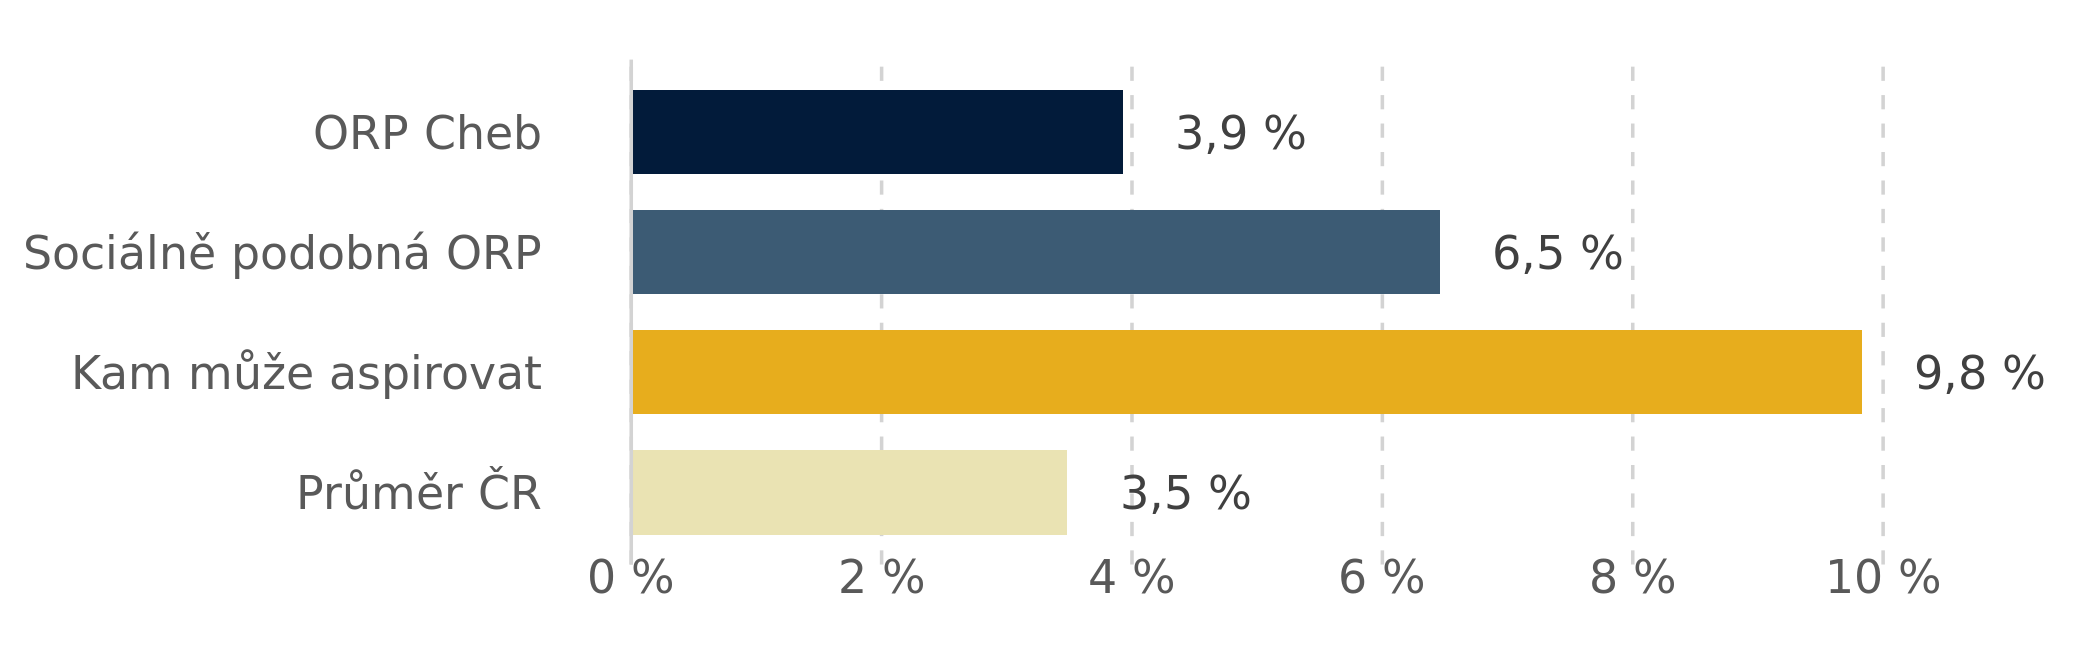 ORP Cheb 3,9 %
Sociálně podobná ORP 6,5 %
Kam může aspirovat 9,8 %
Průměr ČR 3,5 %
0 % 2 % 4 % 6 % 8 % 10 %